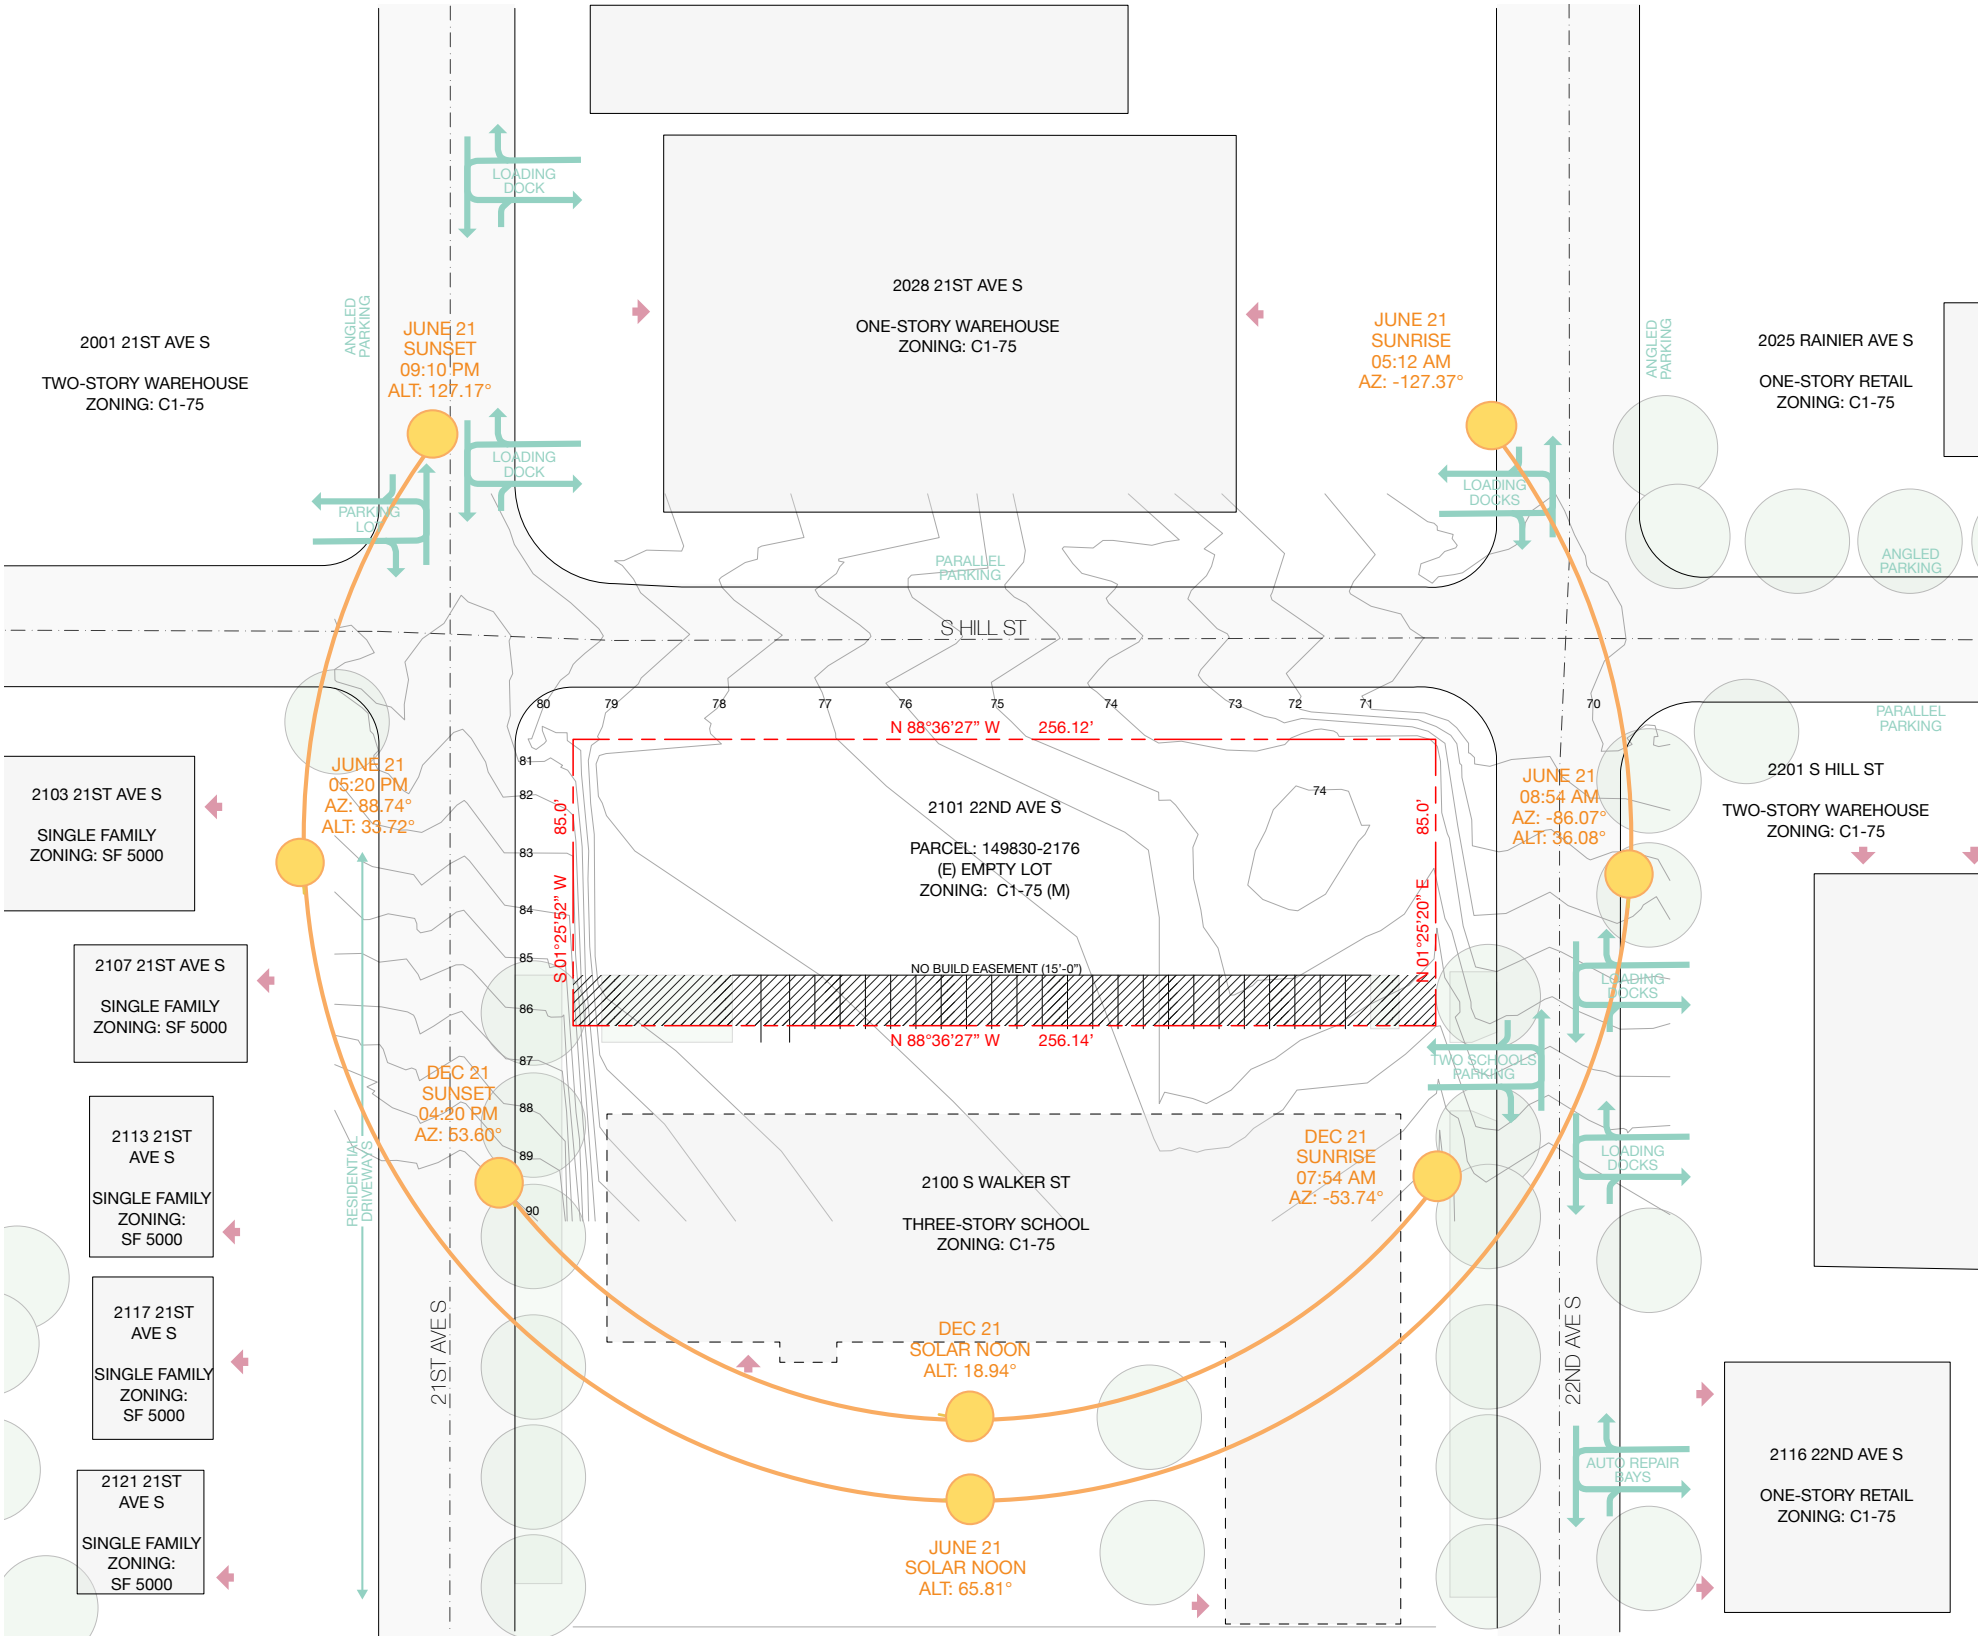 LOADING
DOCK
2028 21ST AVE S
ONE-STORY WAREHOUSE
ZONING: C1-75
2001 21ST AVE S
TWO-STORY WAREHOUSE
ZONING: C1-75
ANGLED
PARKING
JUNE 21
SUNSET
09:10 PM
ALT: 127.17°
JUNE 21
SUNRISE
05:12 AM
AZ: -127.37°
ANGLED
PARKING
2025 RAINIER AVE S
ONE-STORY RETAIL
ZONING: C1-75
LOADING
DOCK
PARKING
LOT
LOADING
DOCKS
PARALLEL
PARKING
ANGLED
PARKING
S HILL ST
80
79
78
77
76
75
74
73
72
71
70
PARALLEL
PARKING
N 88°36'27” W
256.12'
81
82
83
84
85
86
87
88
89
90
85.0'
S 01°25'52” W
85.0'
N 01°25'20” E
74
2101 22ND AVE S
PARCEL: 149830-2176
(E) EMPTY LOT
ZONING:  C1-75 (M)
NO BUILD EASEMENT (15'-0”)
N 88°36'27” W
256.14'
JUNE 21
05:20 PM
AZ: 88.74°
ALT: 33.72°
JUNE 21
08:54 AM
AZ: -86.07°
ALT: 36.08°
2201 S HILL ST
TWO-STORY WAREHOUSE
ZONING: C1-75
2103 21ST AVE S
SINGLE FAMILY
ZONING: SF 5000
2107 21ST AVE S
SINGLE FAMILY
ZONING: SF 5000
LOADING
DOCKS
TWO SCHOOLS
PARKING
DEC 21
SUNSET
04:20 PM
AZ: 53.60°
2113 21ST
AVE S
SINGLE FAMILY
ZONING:
SF 5000
RESIDENTIAL
DRIVEWAYS
2100 S WALKER ST
THREE-STORY SCHOOL
ZONING: C1-75
DEC 21
SUNRISE
07:54 AM
AZ: -53.74°
LOADING
DOCKS
2117 21ST
AVE S
SINGLE FAMILY
ZONING:
SF 5000
21ST AVE S
22ND AVE S
DEC 21
SOLAR NOON
ALT: 18.94°
2121 21ST
AVE S
SINGLE FAMILY
ZONING:
SF 5000
JUNE 21
SOLAR NOON
ALT: 65.81°
AUTO REPAIR
BAYS
2116 22ND AVE S
ONE-STORY RETAIL
ZONING: C1-75